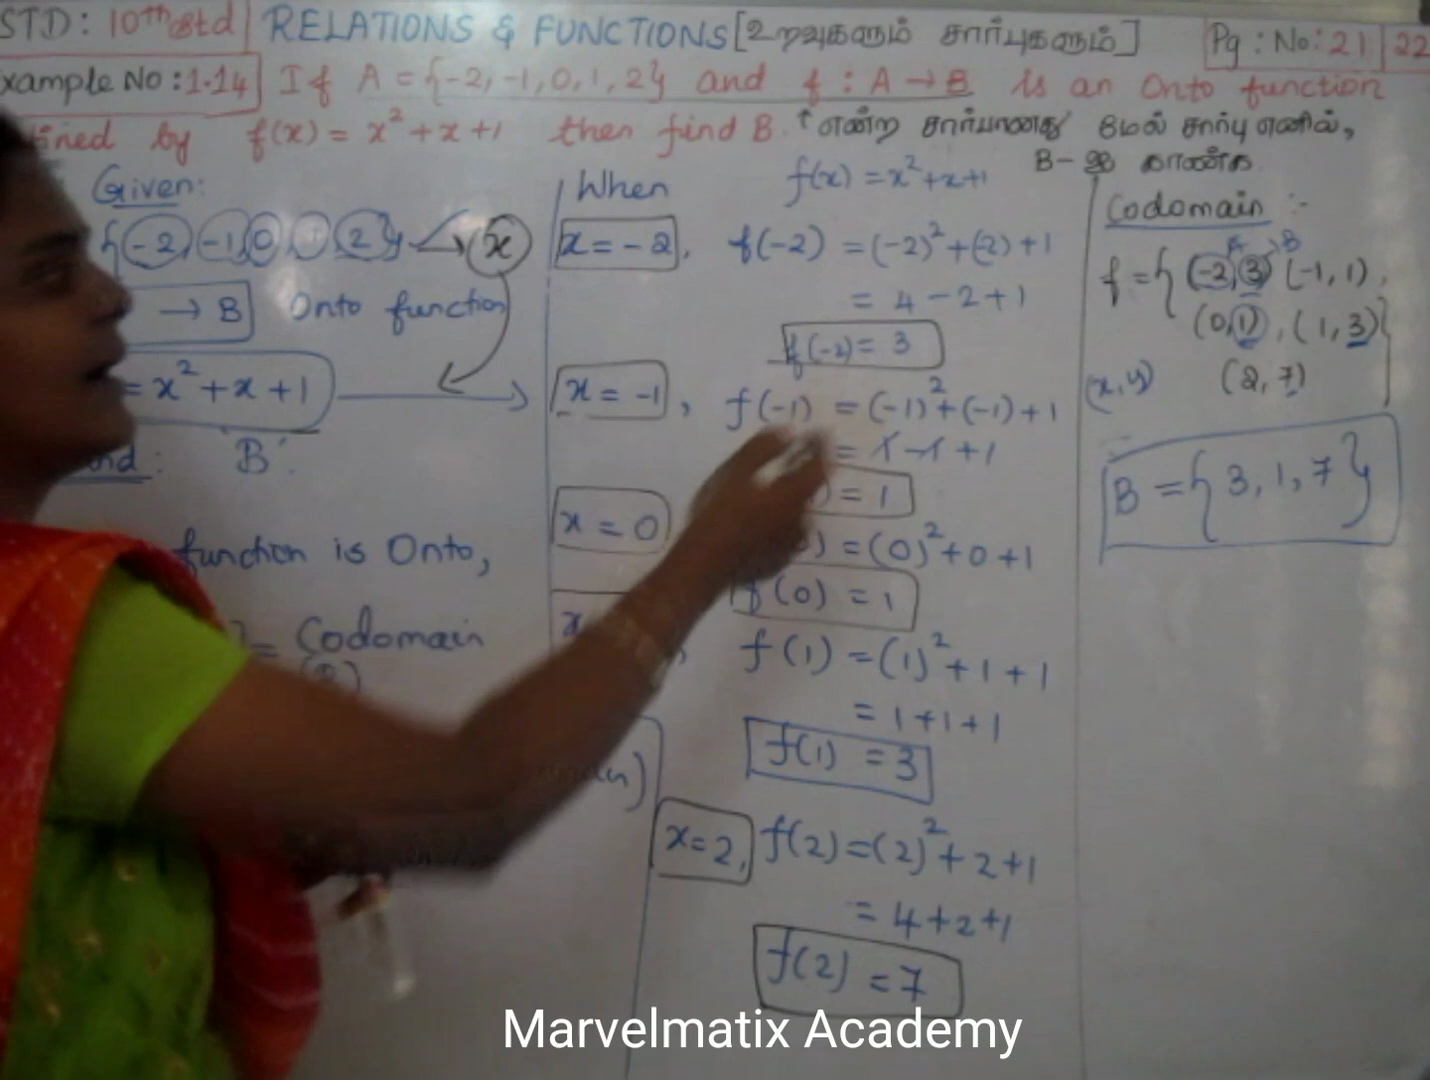 STD: 10th Std RELATIONS & FUNCTIONS [உறவுகளும் சார்புகளும்] Pg: No: 21 | 22
xample No: 1.14 If A = {-2, -1, 0, 1, 2} and f : A → B is an Onto function
ined by f(x) = x² + x + 1 then find B. ↑ என்ற சார்பானது மேல் சார்பு எனில்,
B-ஐ காண்க
Given:
{-2, -1, 0, 1, 2} x
→ B Onto function
= x² + x + 1
nd: 'B'.
function is Onto,
= Codomain
(B)
When f(x) = x² + x + 1
x = -2, f(-2) = (-2)² + (-2) + 1
= 4 - 2 + 1
f(-2) = 3
x = -1, f(-1) = (-1)² + (-1) + 1
= 1 - 1 + 1
) = 1
x = 0 0) = (0)² + 0 + 1
f(0) = 1
x
f(1) = (1)² + 1 + 1
= 1 + 1 + 1
f(1) = 3
x = 2, f(2) = (2)² + 2 + 1
= 4 + 2 + 1
f(2) = 7
Codomain :-
A B
f = { (-2, 3) (-1, 1),
(0, 1), (1, 3)
(x, y) (2, 7) }
B = { 3, 1, 7 }
Marvelmatix Academy